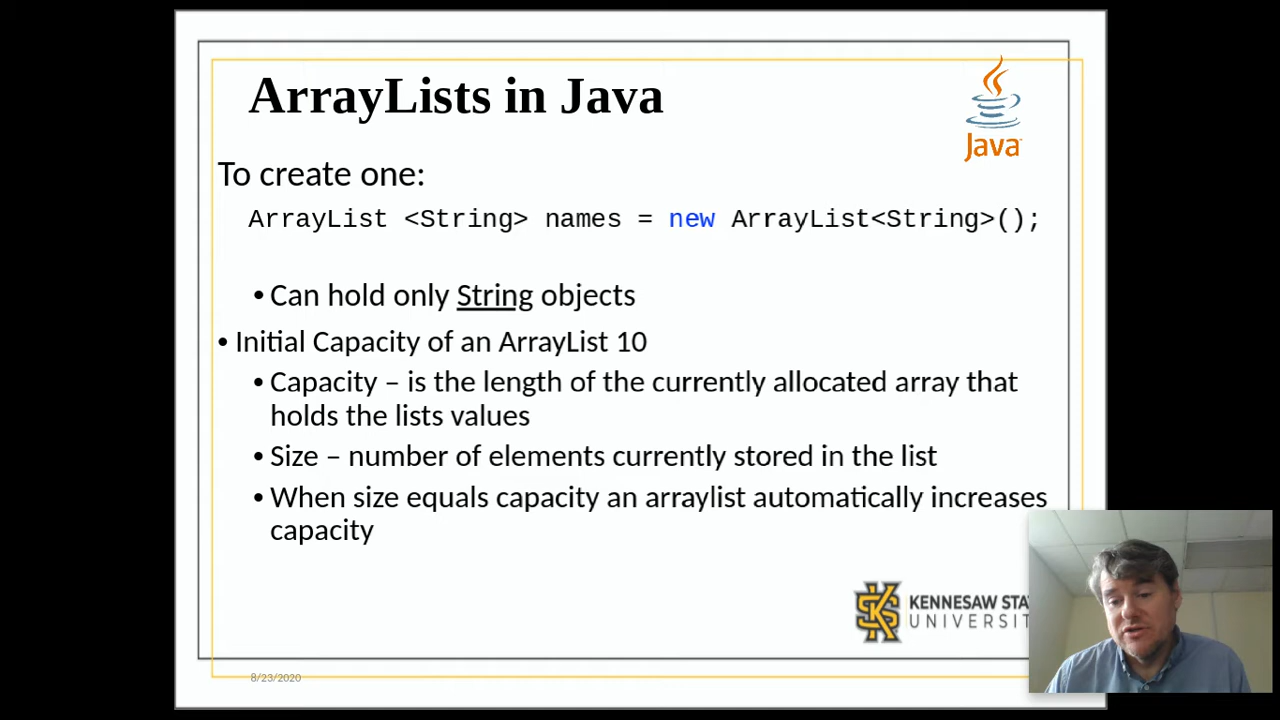 ArrayLists in Java
Java
To create one:
ArrayList <String> names = new ArrayList<String>();
• Can hold only String objects
• Initial Capacity of an ArrayList 10
• Capacity – is the length of the currently allocated array that
holds the lists values
• Size – number of elements currently stored in the list
• When size equals capacity an arraylist automatically increases
capacity
KENNESAW STA
UNIVERSIT
8/23/2020